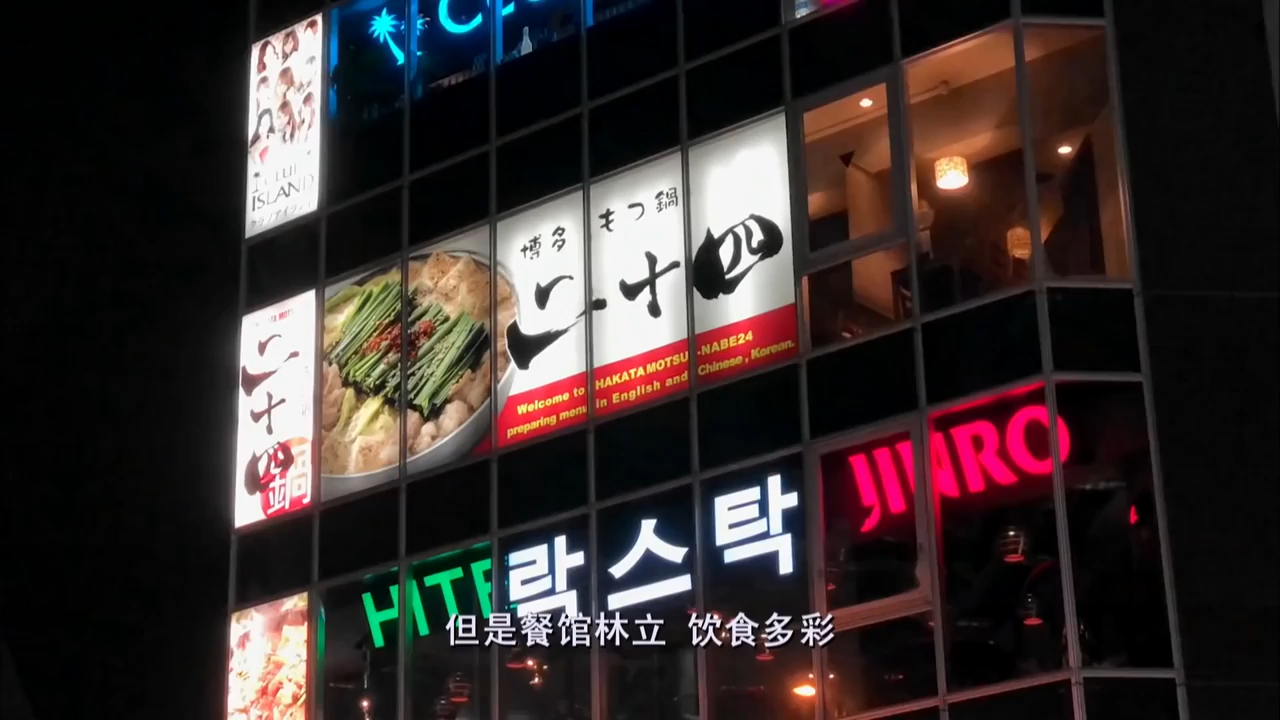 CLUB
ISLAND
博多 もつ鍋
二十四
Welcome to HAKATA MOTSU-NABE24
preparing menu in English and Chinese, Korean.
二十四
鍋
JINRO
락스탁
HITE
但是餐馆林立 饮食多彩